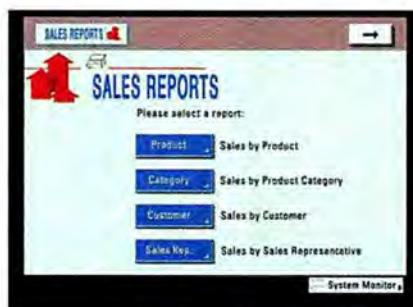 SALES REPORTS
SALES REPORTS
Please select a report:
Product Sales by Product
Category Sales by Product Category
Customer Sales by Customer
Sales Rep. Sales by Sales Representative
System Monitor